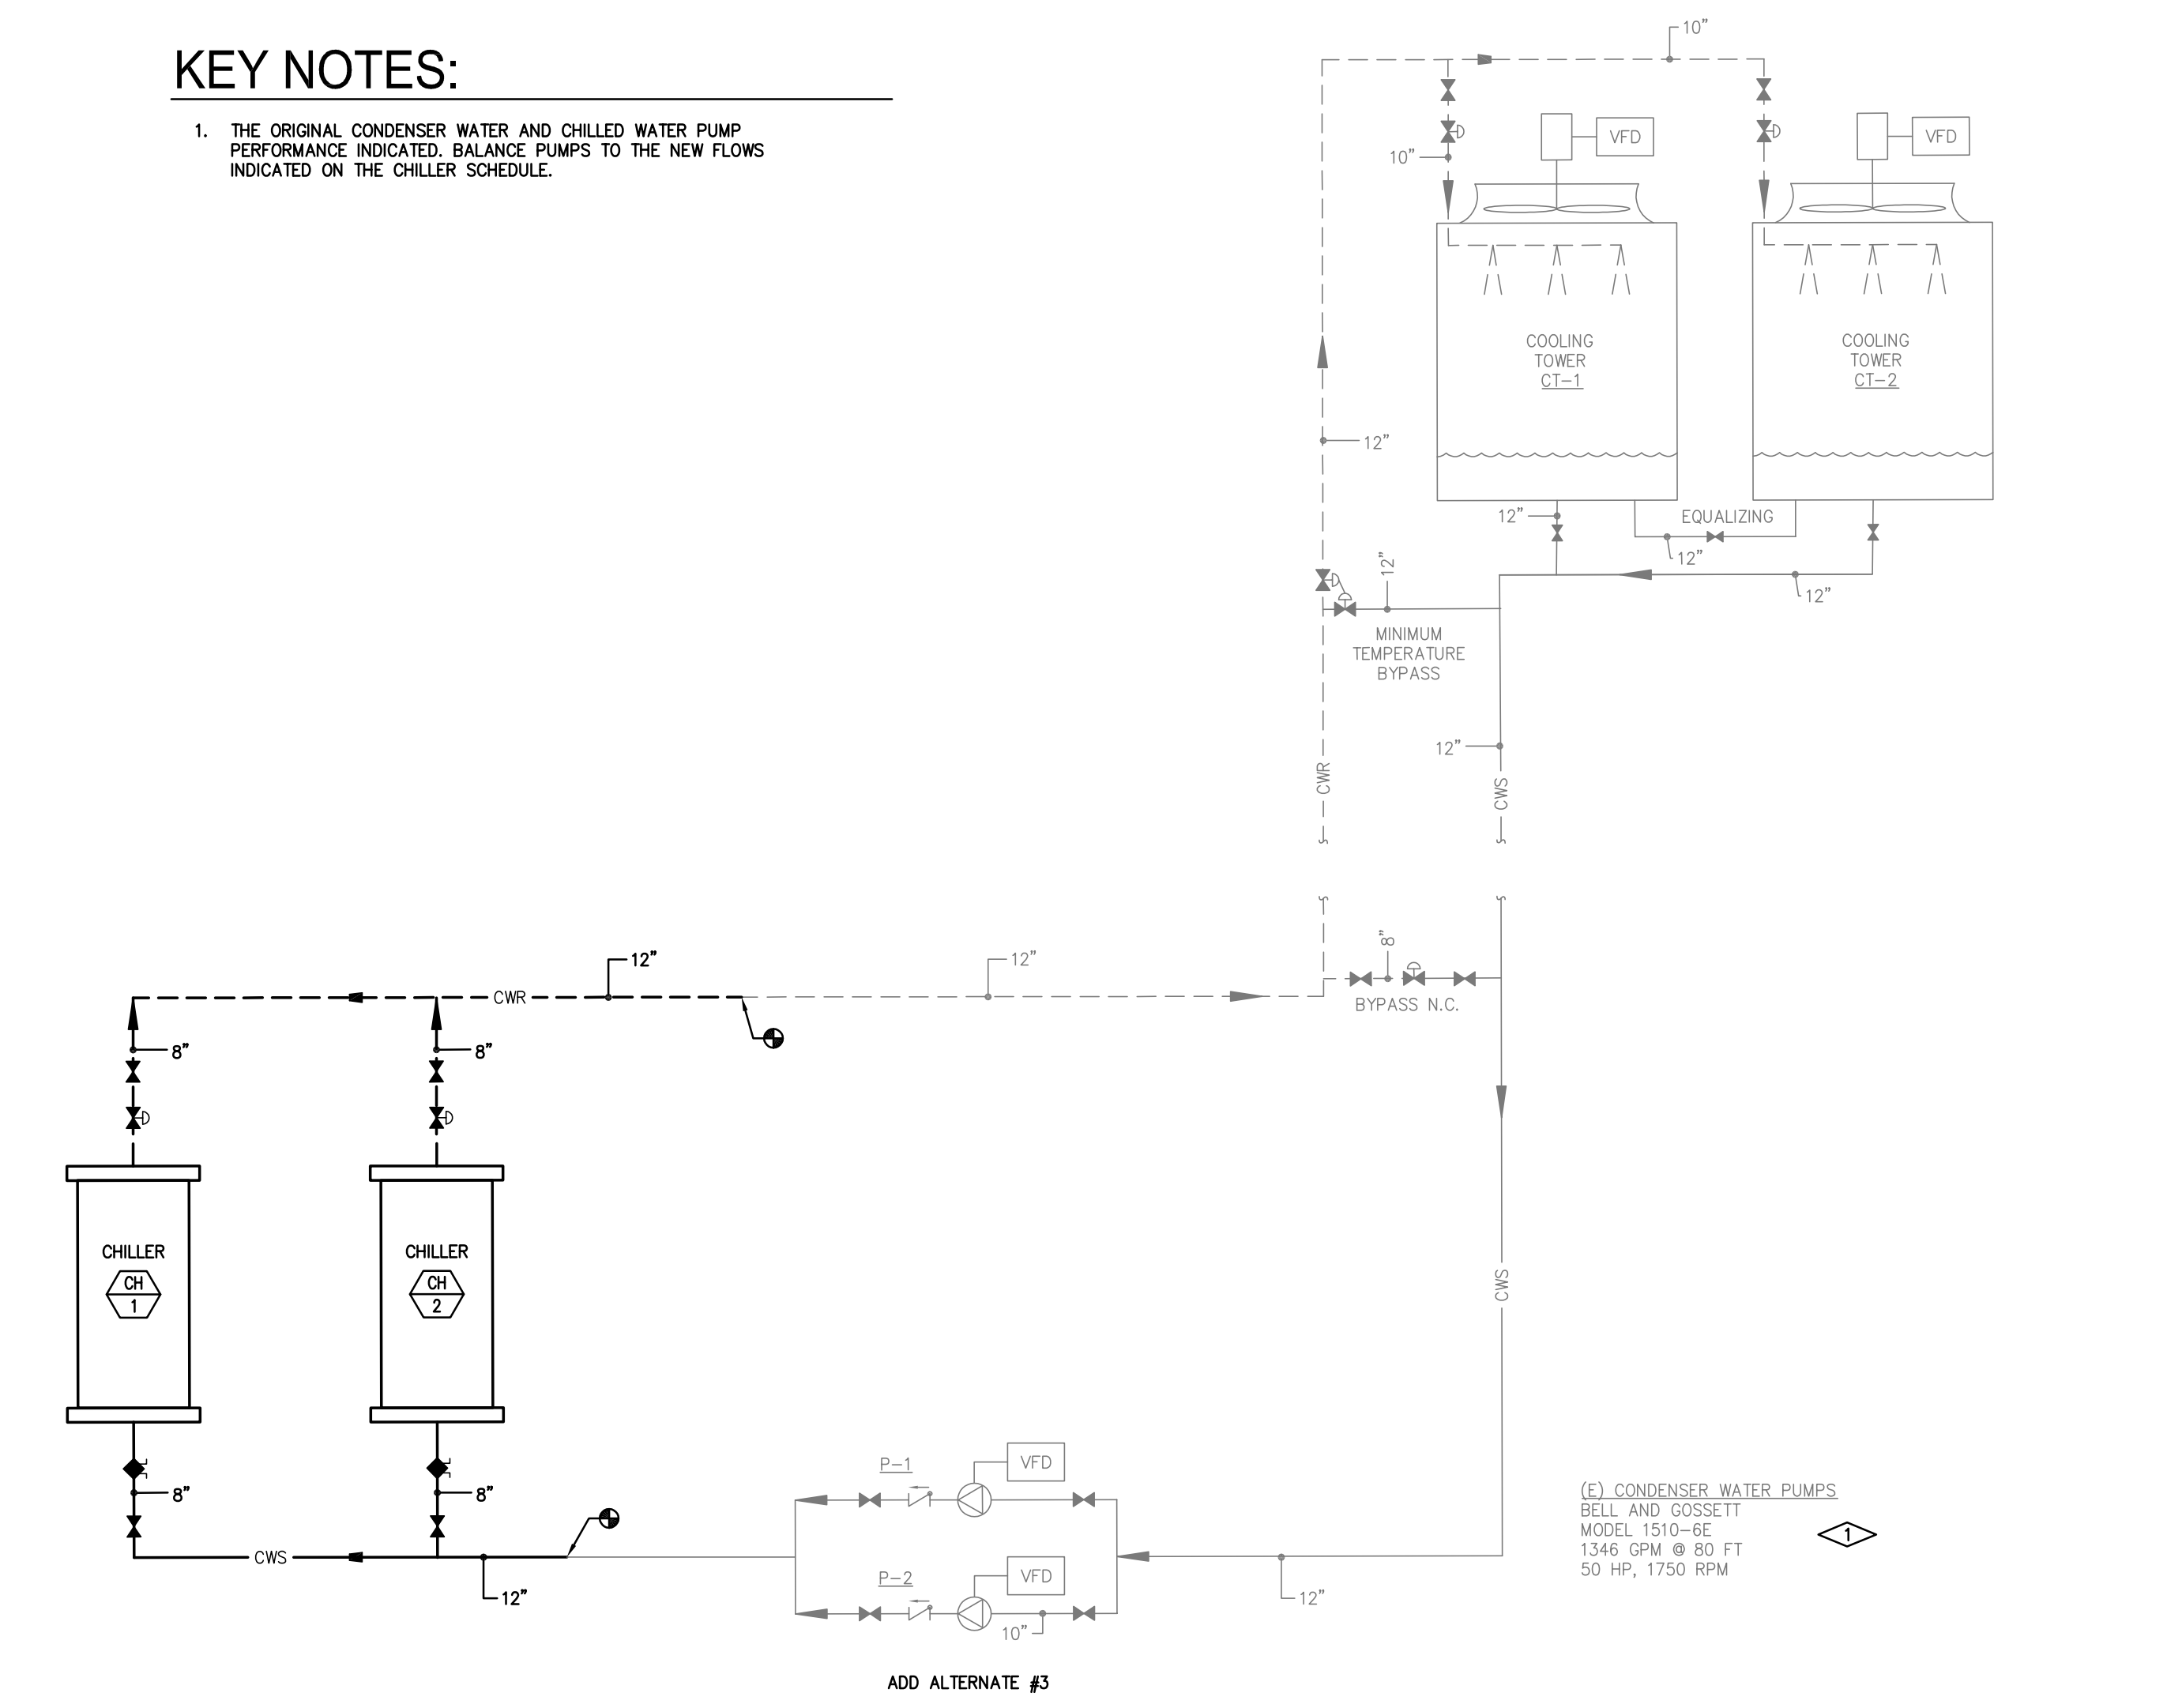 KEY NOTES:
1. THE ORIGINAL CONDENSER WATER AND CHILLED WATER PUMP
PERFORMANCE INDICATED. BALANCE PUMPS TO THE NEW FLOWS
INDICATED ON THE CHILLER SCHEDULE.
10"
VFD
VFD
10"
COOLING
TOWER
CT-1
COOLING
TOWER
CT-2
12"
12"
EQUALIZING
12"
12"
12"
MINIMUM
TEMPERATURE
BYPASS
12"
CWR
CWS
12"
12"
8"
CWR
BYPASS N.C.
8"
8"
CHILLER
CH
1
CHILLER
CH
2
CWS
8"
8"
CWS
12"
P-1
VFD
P-2
VFD
10"
12"
(E) CONDENSER WATER PUMPS
BELL AND GOSSETT
MODEL 1510-6E
1346 GPM @ 80 FT
50 HP, 1750 RPM
1
ADD ALTERNATE #3